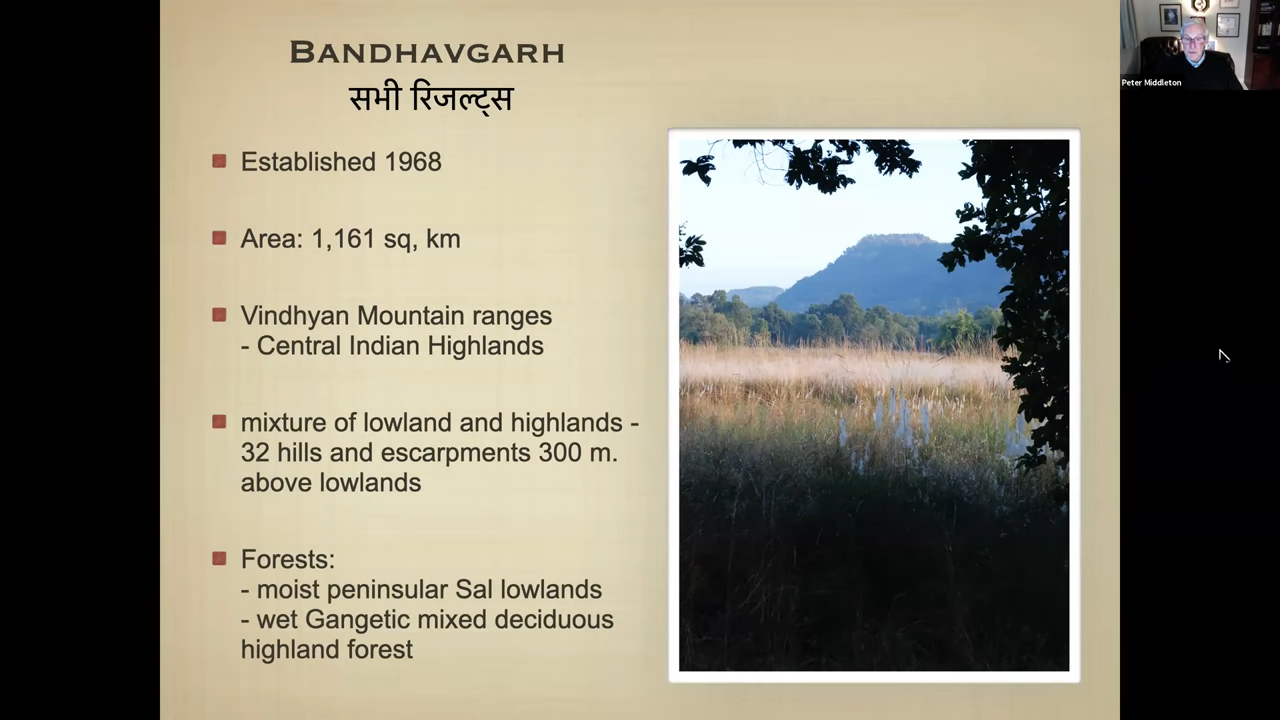 BANDHAVGARH
सभी रिजल्ट्स
Established 1968
Area: 1,161 sq, km
Vindhyan Mountain ranges
- Central Indian Highlands
mixture of lowland and highlands -
32 hills and escarpments 300 m.
above lowlands
Forests:
- moist peninsular Sal lowlands
- wet Gangetic mixed deciduous
highland forest
Peter Middleton